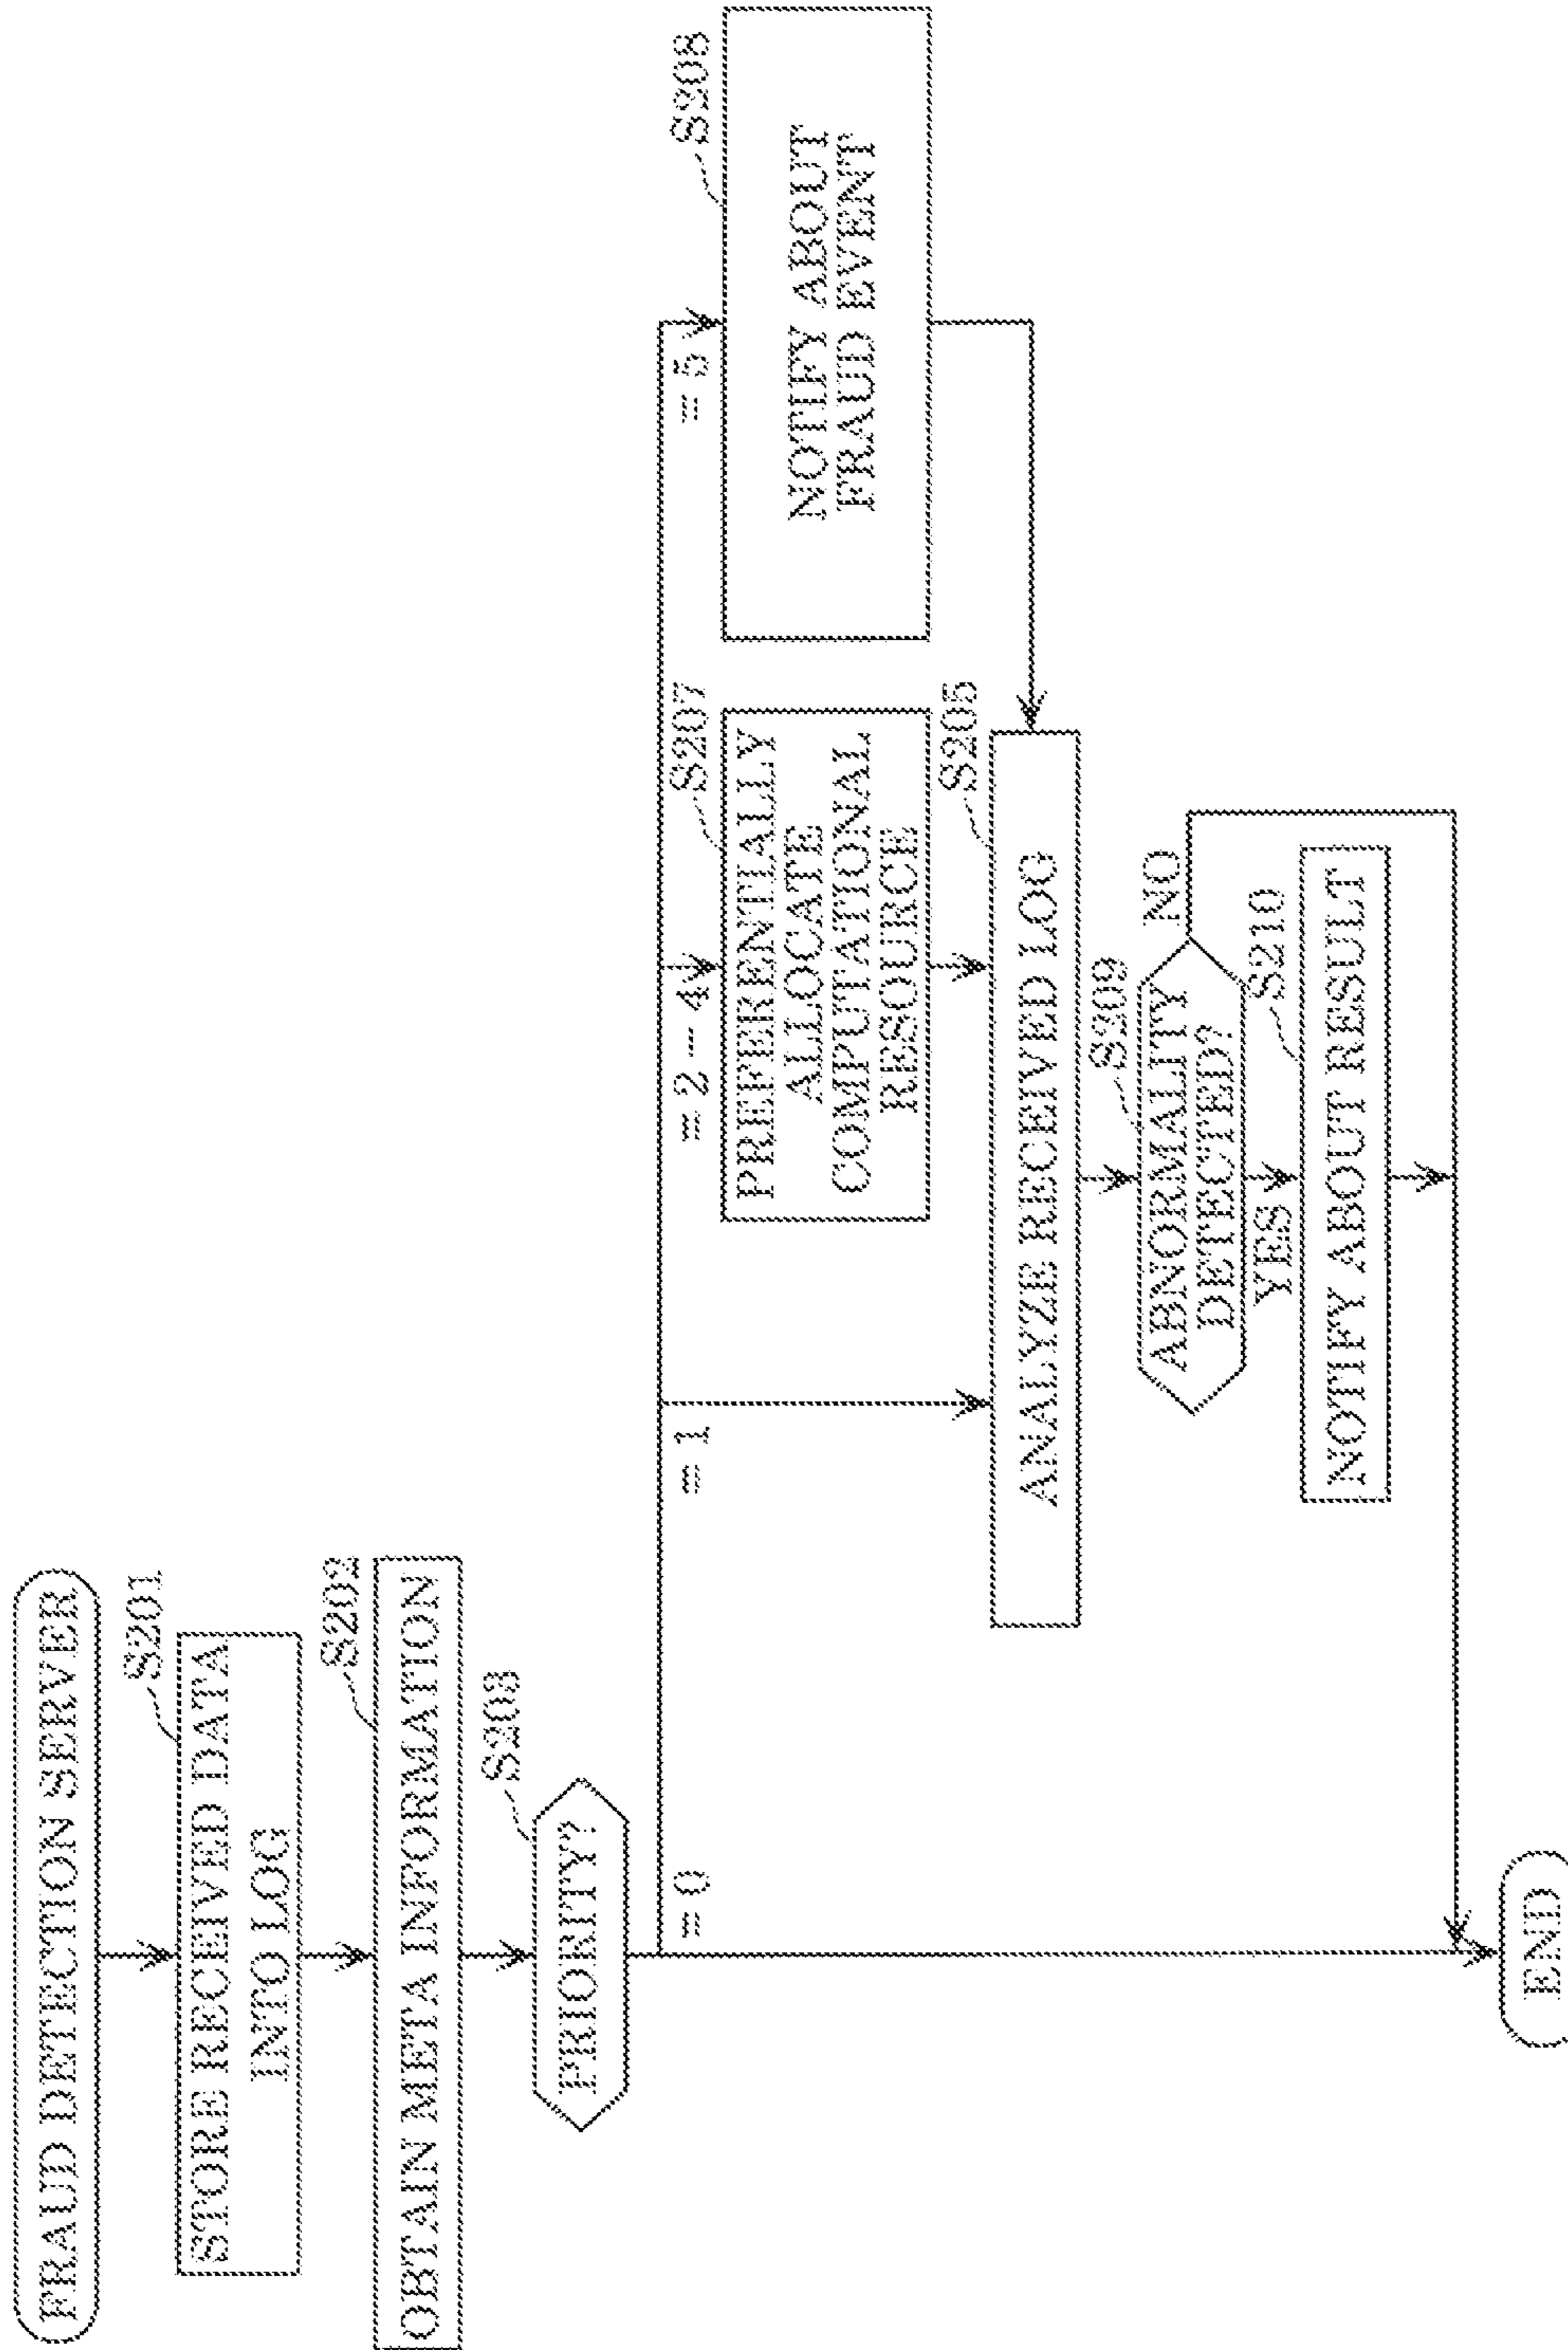 FRAUD DETECTION SERVER
S201
STORE RECEIVED DATA
INTO LOG
S202
OBTAIN META INFORMATION
S203
PRIORITY?
= 0
= 1
= 2 – 4
= 5
S207
PREFERENTIALLY
ALLOCATE
COMPUTATIONAL
RESOURCE
S208
NOTIFY ABOUT
FRAUD EVENT
S205
ANALYZE RECEIVED LOG
S209
ABNORMALITY
DETECTED?
NO
YES
S210
NOTIFY ABOUT RESULT
END